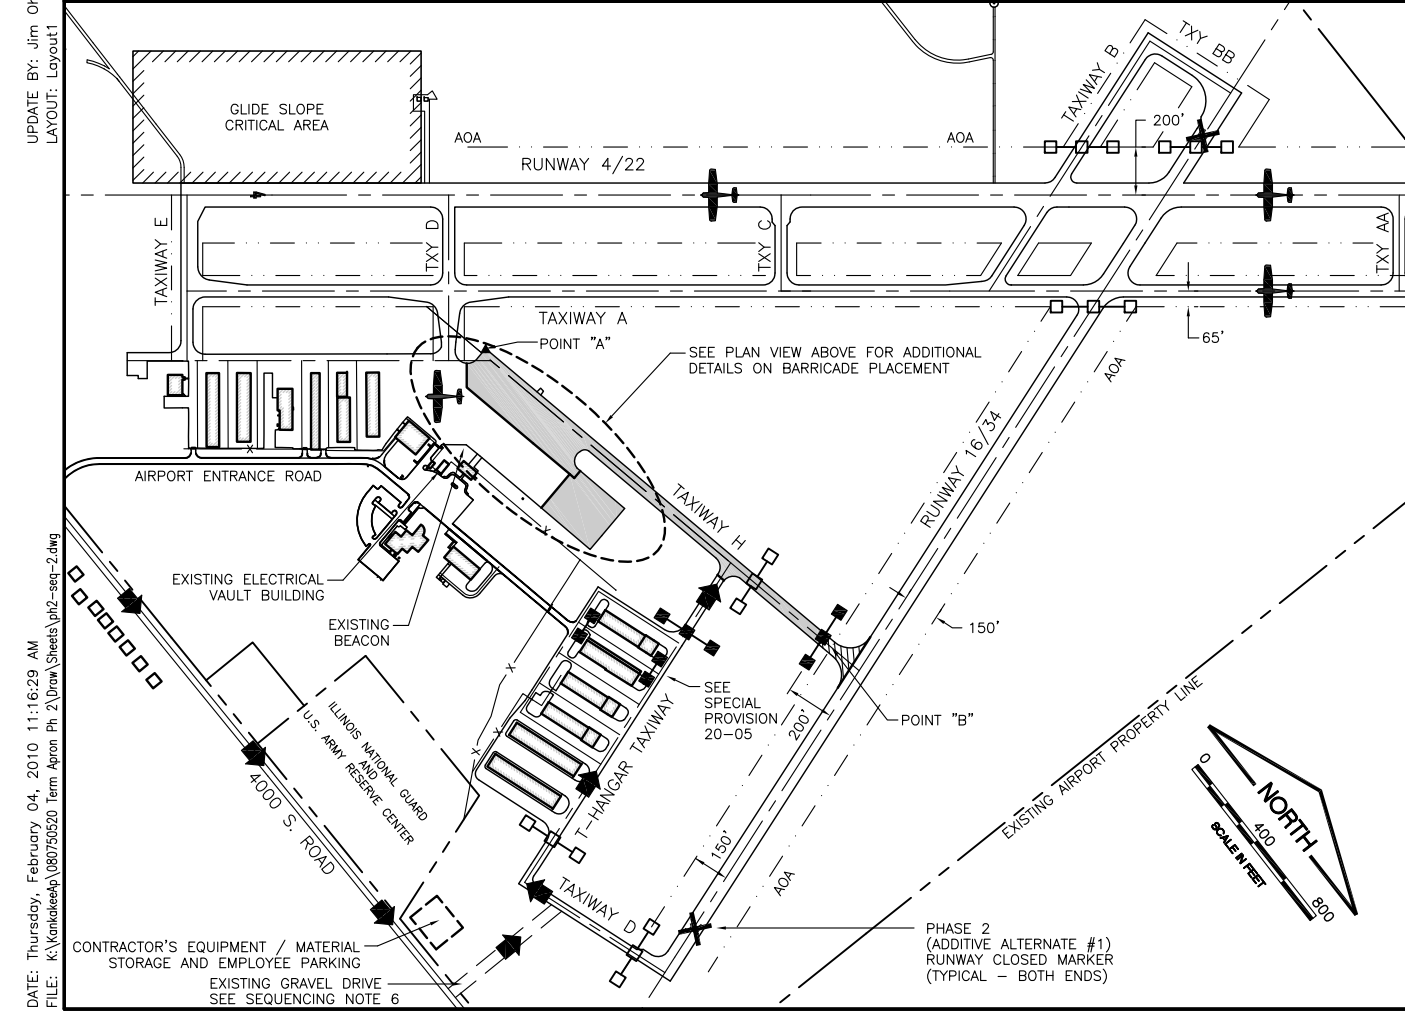 UPDATE BY: Jim
LAYOUT: Layout1
DATE: Thursday, February 04, 2010 11:16:29 AM
FILE: K:\KankakeeAp\080750520 Term Apron Ph 2\Draw\Sheets\ph2-seq-2.dwg
GLIDE SLOPE
CRITICAL AREA
AOA
AOA
RUNWAY 4/22
TAXIWAY B
TXY BB
200'
TAXIWAY E
TXY D
TXY C
TXY AA
TAXIWAY A
POINT "A"
65'
SEE PLAN VIEW ABOVE FOR ADDITIONAL
DETAILS ON BARRICADE PLACEMENT
AOA
X
AIRPORT ENTRANCE ROAD
RUNWAY 16/34
TAXIWAY H
X
EXISTING ELECTRICAL
VAULT BUILDING
EXISTING
BEACON
150'
X
SEE
SPECIAL
PROVISION
20-05
POINT "B"
200'
EXISTING AIRPORT PROPERTY LINE
ILLINOIS NATIONAL GUARD
AND
U.S. ARMY RESERVE CENTER
X
X
T-HANGAR TAXIWAY
4000 S. ROAD
150'
AOA
TAXIWAY D
NORTH
0
400
800
SCALE IN FEET
CONTRACTOR'S EQUIPMENT / MATERIAL
STORAGE AND EMPLOYEE PARKING
EXISTING GRAVEL DRIVE
SEE SEQUENCING NOTE 6
PHASE 2
(ADDITIVE ALTERNATE #1)
RUNWAY CLOSED MARKER
(TYPICAL - BOTH ENDS)